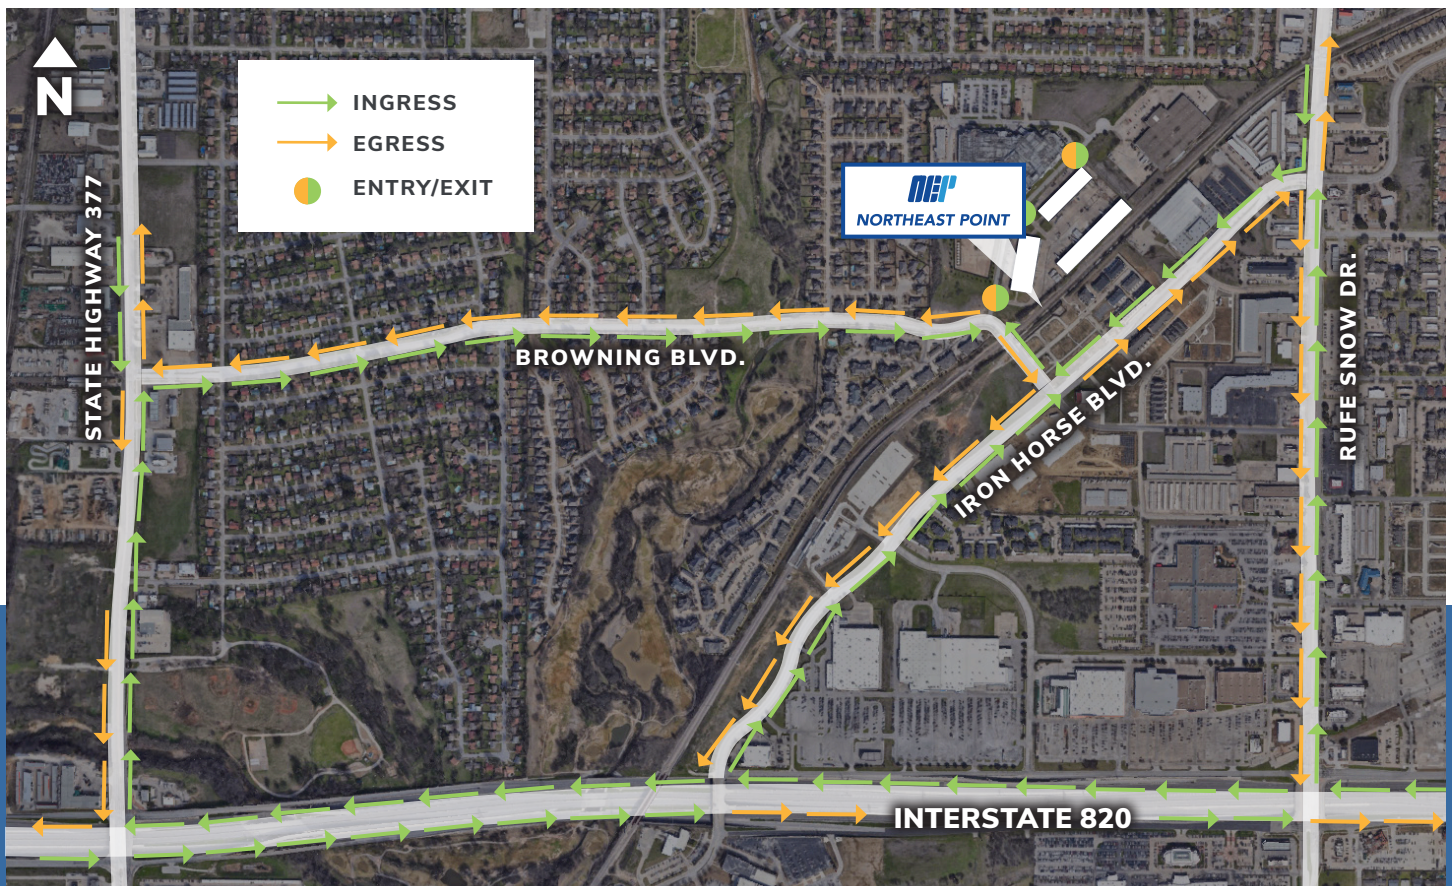 N
INGRESS
EGRESS
ENTRY/EXIT
NEP
NORTHEAST POINT
STATE HIGHWAY 377
BROWNING BLVD.
IRON HORSE BLVD.
RUFE SNOW DR.
INTERSTATE 820